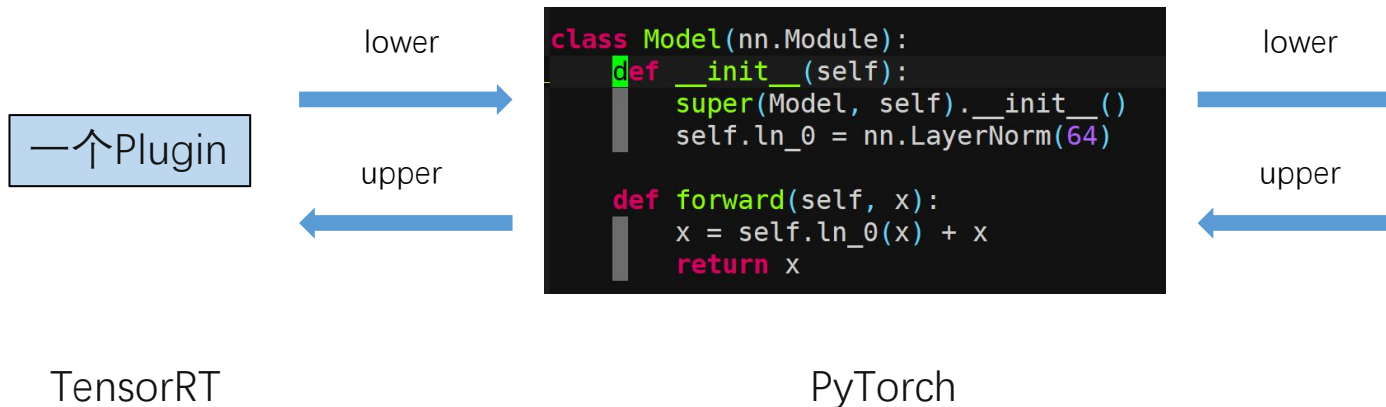 lower
lower
一个Plugin
upper
upper
class Model(nn.Module):
    def __init__(self):
        super(Model, self).__init__()
        self.ln_0 = nn.LayerNorm(64)
    def forward(self, x):
        x = self.ln_0(x) + x
        return x
TensorRT
PyTorch